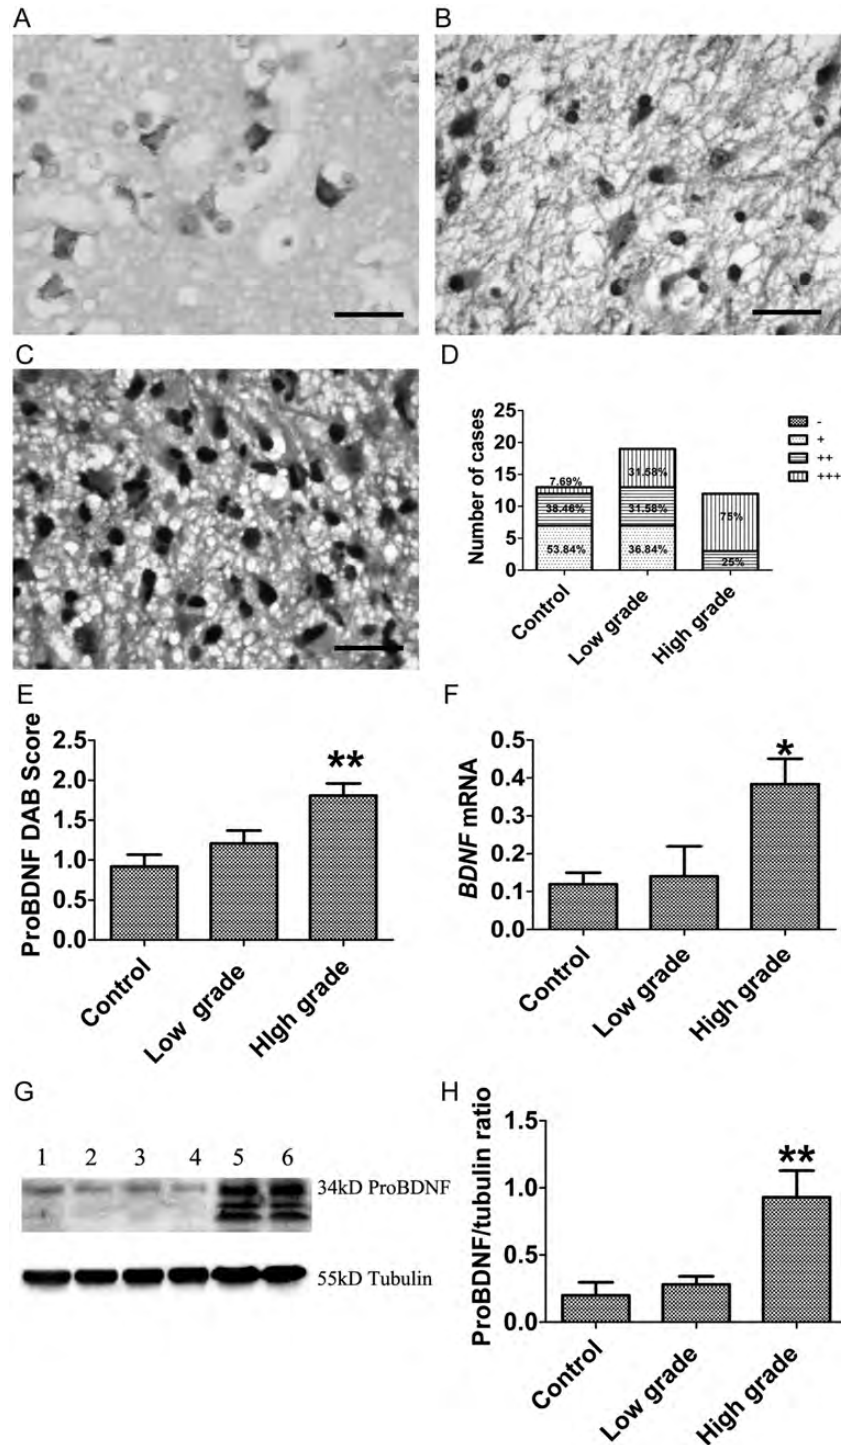 A
B
C
D
Number of cases
25
20
15
10
5
0
7.69%
38.46%
53.84%
31.58%
31.58%
36.84%
75%
25%
Control
Low grade
High grade
-
+
++
+++
E
ProBDNF DAB Score
2.5
2.0
1.5
1.0
0.5
0.0
**
Control
Low grade
HIgh grade
F
BDNF mRNA
0.5
0.4
0.3
0.2
0.1
0.0
*
Control
Low grade
High grade
G
1 2 3 4 5 6
34kD ProBDNF
55kD Tubulin
H
ProBDNF/tubulin ratio
1.5
1.0
0.5
0.0
**
Control
Low grade
High grade